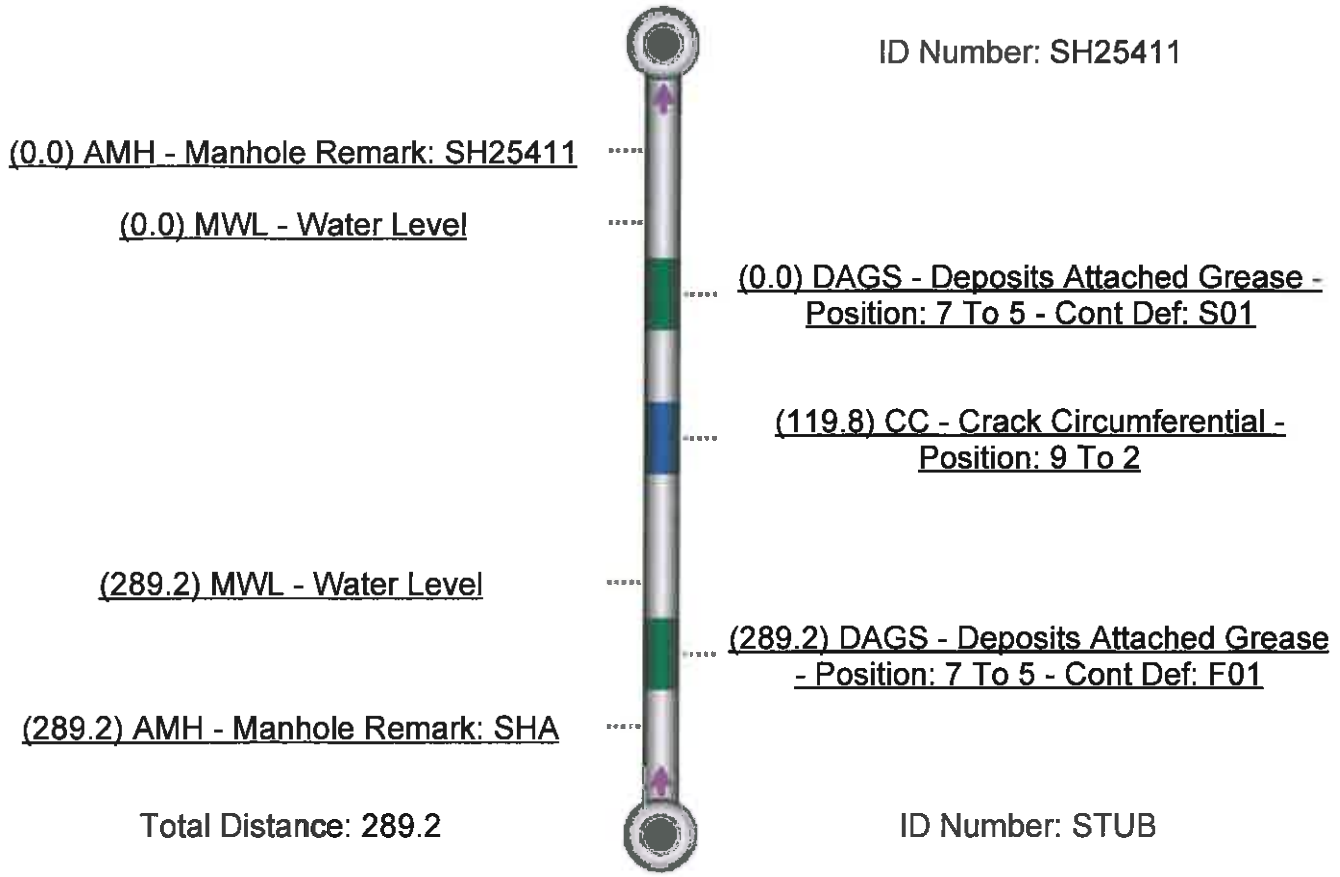 ID Number: SH25411
(0.0) AMH - Manhole Remark: SH25411
(0.0) MWL - Water Level
(0.0) DAGS - Deposits Attached Grease -
Position: 7 To 5 - Cont Def: S01
(119.8) CC - Crack Circumferential -
Position: 9 To 2
(289.2) MWL - Water Level
(289.2) DAGS - Deposits Attached Grease
- Position: 7 To 5 - Cont Def: F01
(289.2) AMH - Manhole Remark: SHA
Total Distance: 289.2
ID Number: STUB